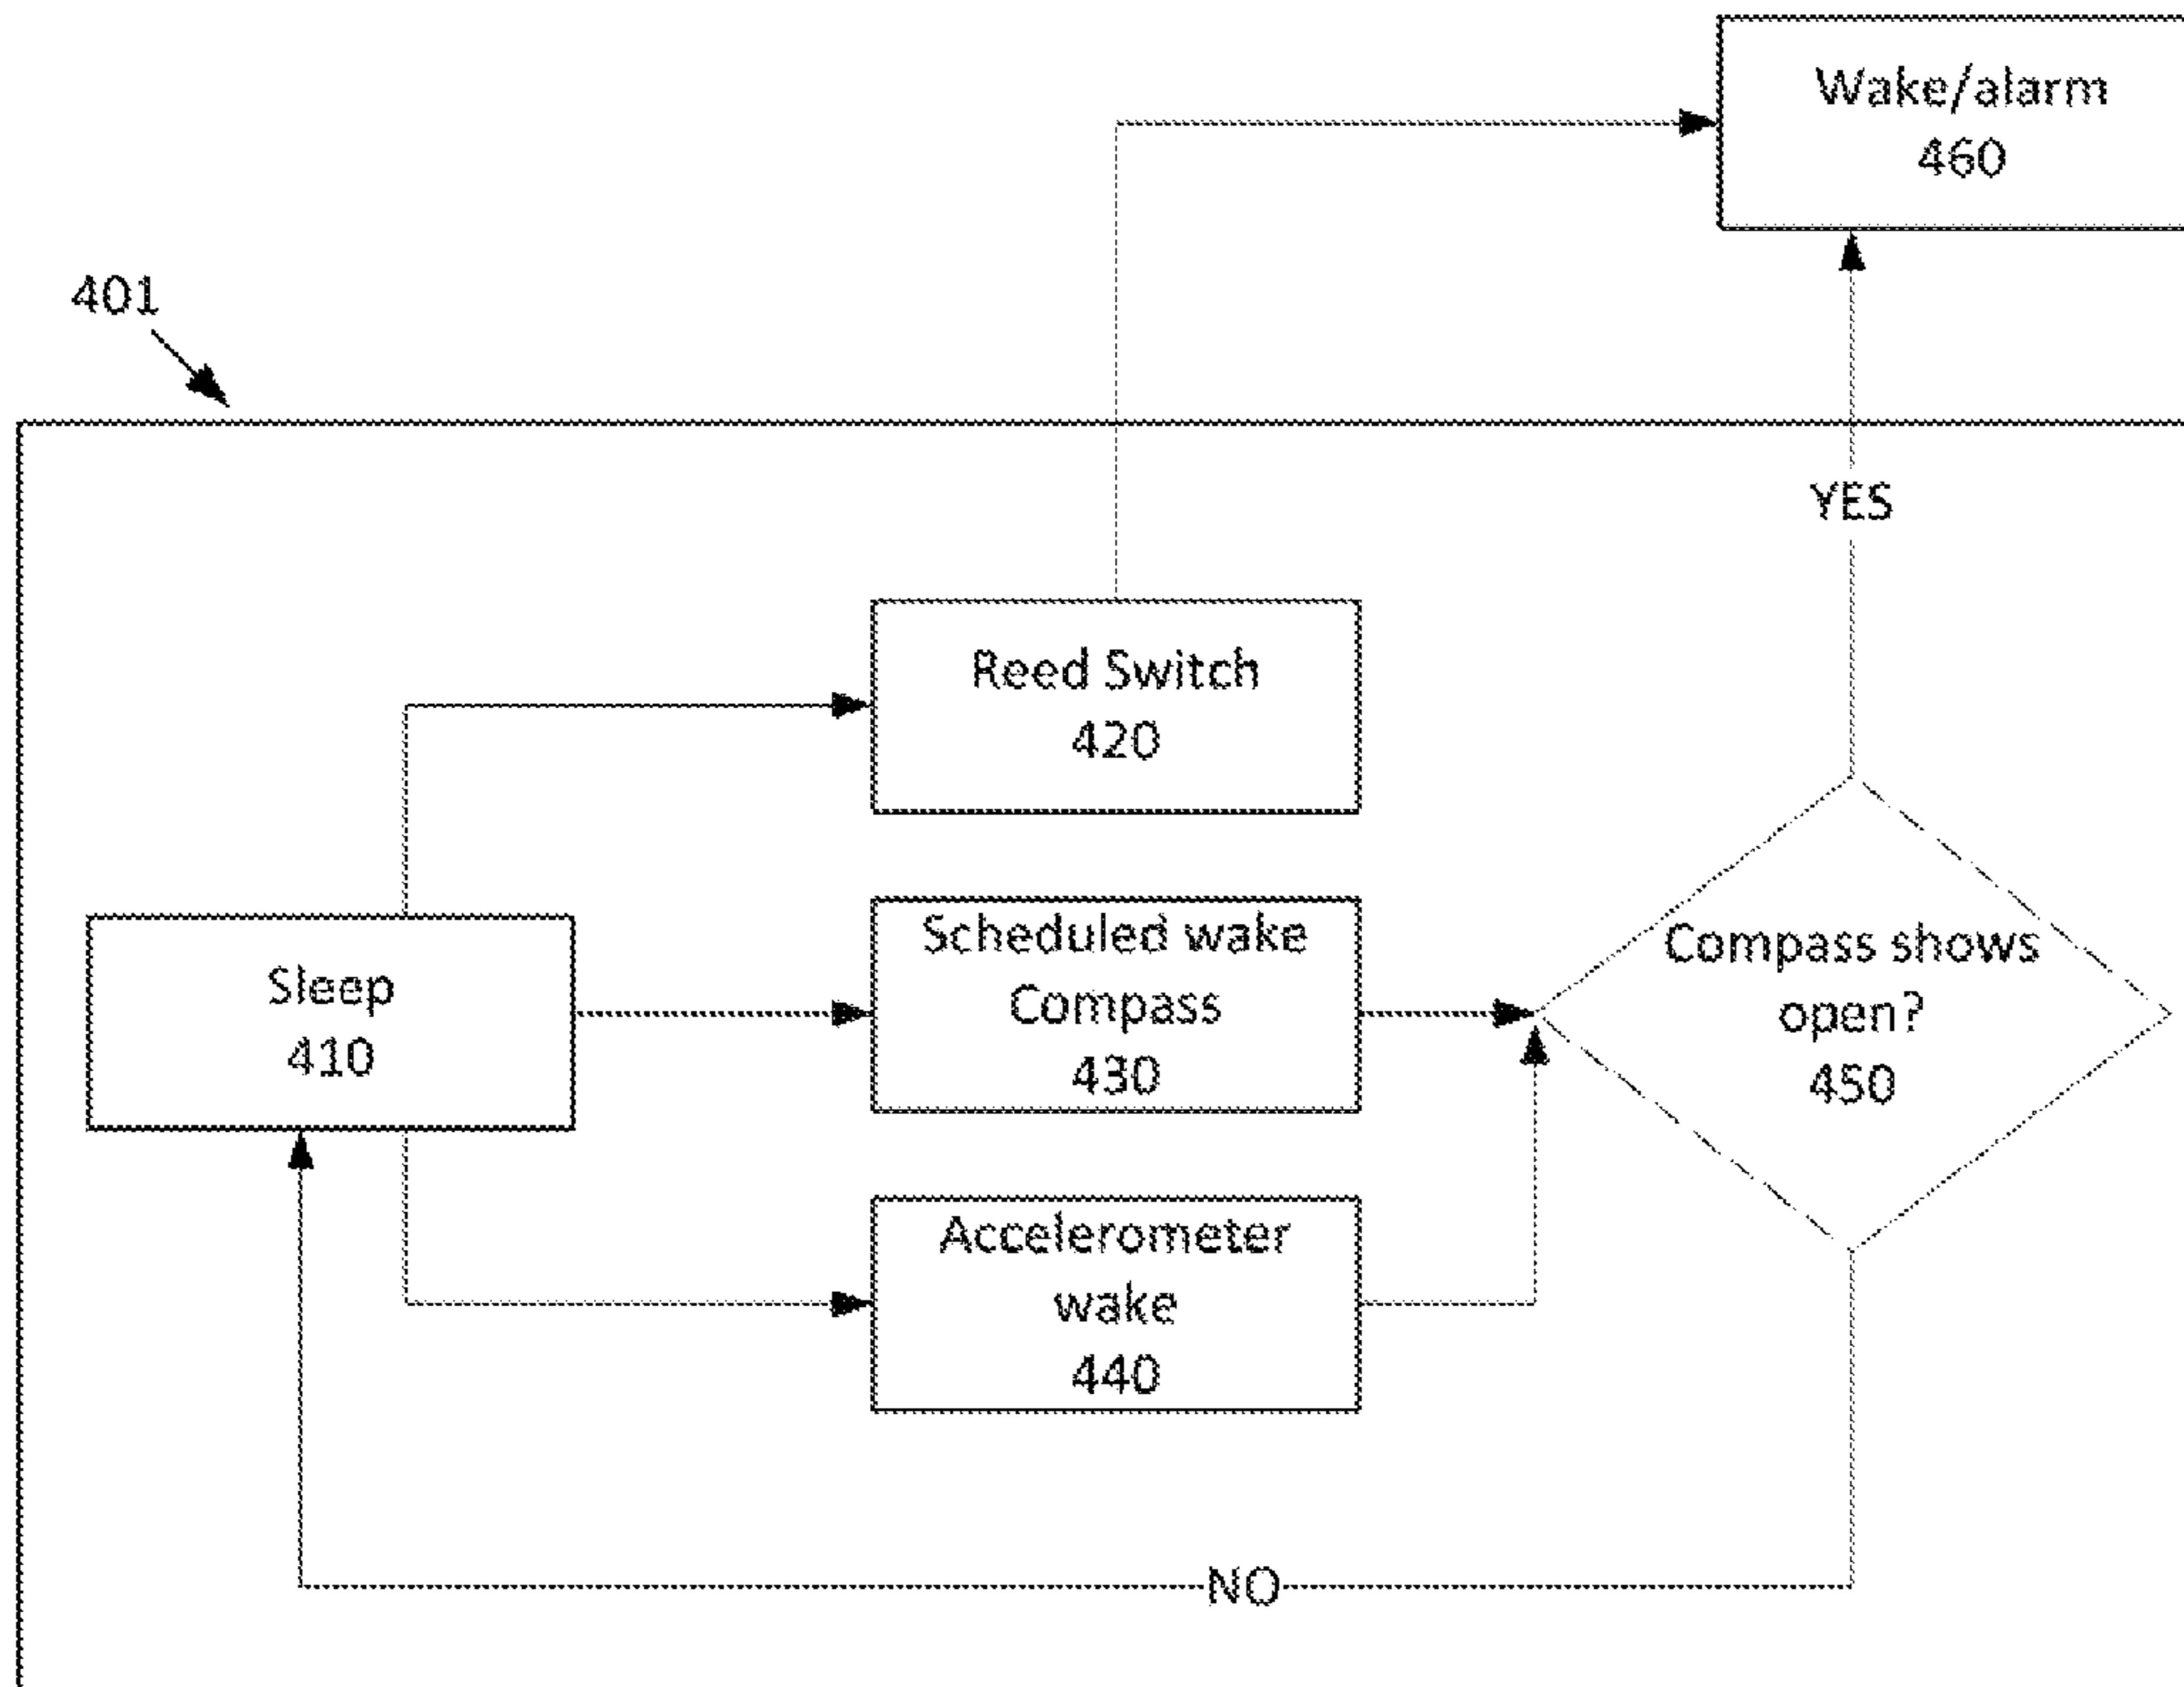 Wake/alarm
460
401
YES
Reed Switch
420
Scheduled wake
Compass
430
Compass shows
open?
450
Sleep
410
Accelerometer
wake
440
NO